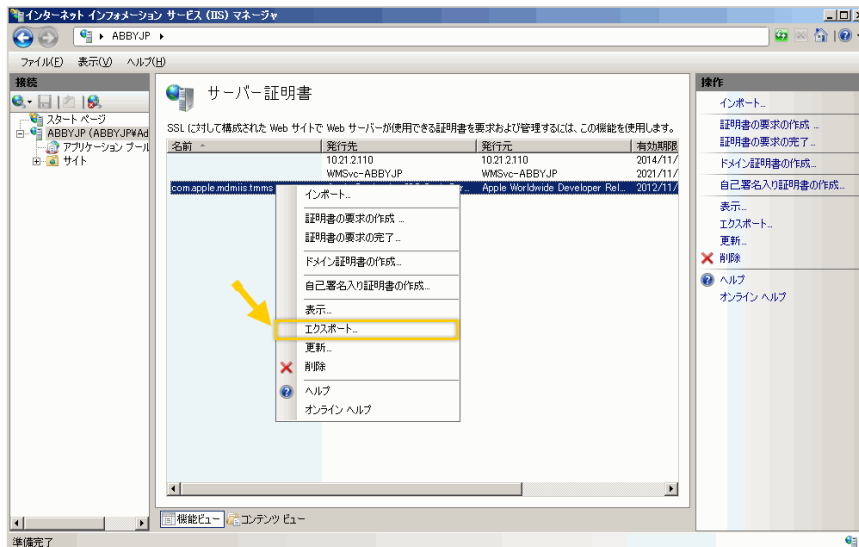 インターネット インフォメーション サービス (IIS) マネージャ
ABBYJP
ファイル(F) 表示(V) ヘルプ(H)
接続
スタート ページ
ABBYJP (ABBYJP¥Ad
アプリケーション プール
サイト
サーバー証明書
SSL に対して構成された Web サイトで Web サーバーが使用できる証明書を要求および管理するには、この機能を使用します。
名前 発行先 発行元 有効期限
10.21.2.110 10.21.2.110 2014/11/
WMSvc-ABBYJP WMSvc-ABBYJP 2021/11/
com.apple.mdmiis.tmms Apple Worldwide Developer Rel... 2012/11/
インポート...
証明書の要求の作成 ...
証明書の要求の完了...
ドメイン証明書の作成...
自己署名入り証明書の作成...
表示...
エクスポート...
更新...
削除
ヘルプ
オンライン ヘルプ
機能ビュー コンテンツ ビュー
操作
インポート...
証明書の要求の作成 ...
証明書の要求の完了...
ドメイン証明書の作成...
自己署名入り証明書の作成...
表示...
エクスポート...
更新...
削除
ヘルプ
オンライン ヘルプ
準備完了